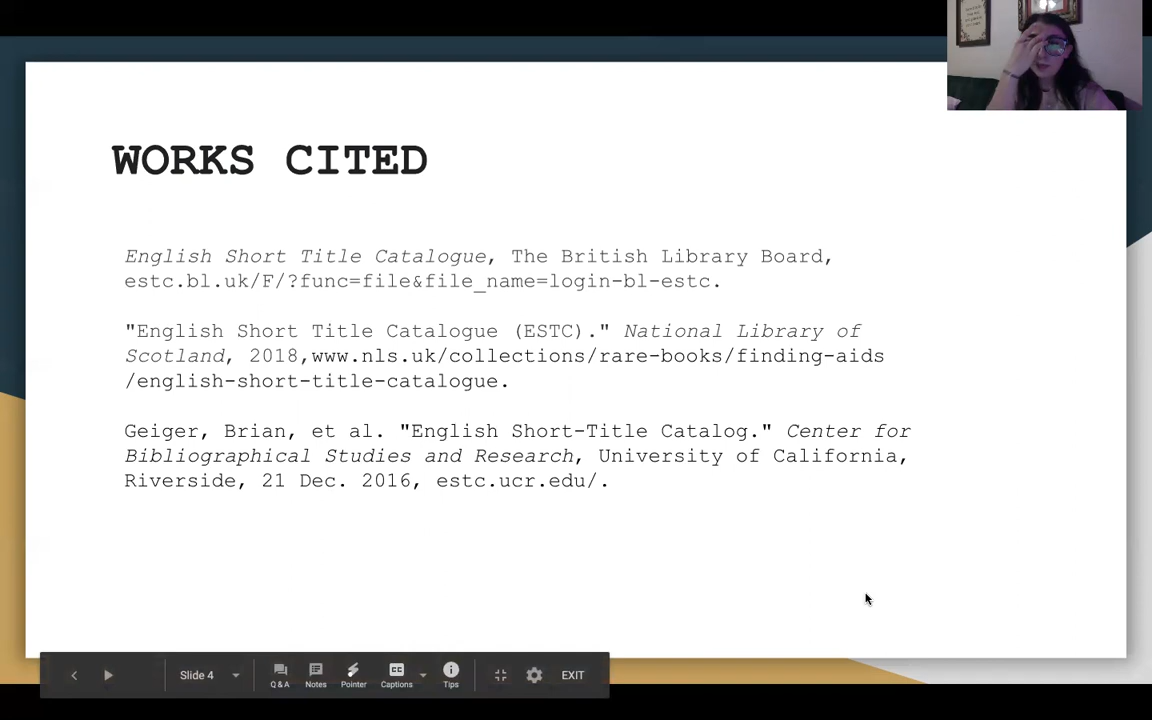 WORKS CITED
English Short Title Catalogue, The British Library Board,
estc.bl.uk/F/?func=file&file_name=login-bl-estc.
"English Short Title Catalogue (ESTC)." National Library of
Scotland, 2018,www.nls.uk/collections/rare-books/finding-aids
/english-short-title-catalogue.
Geiger, Brian, et al. "English Short-Title Catalog." Center for
Bibliographical Studies and Research, University of California,
Riverside, 21 Dec. 2016, estc.ucr.edu/.
Slide 4
Q & A
Notes
Pointer
CC
Captions
Tips
EXIT